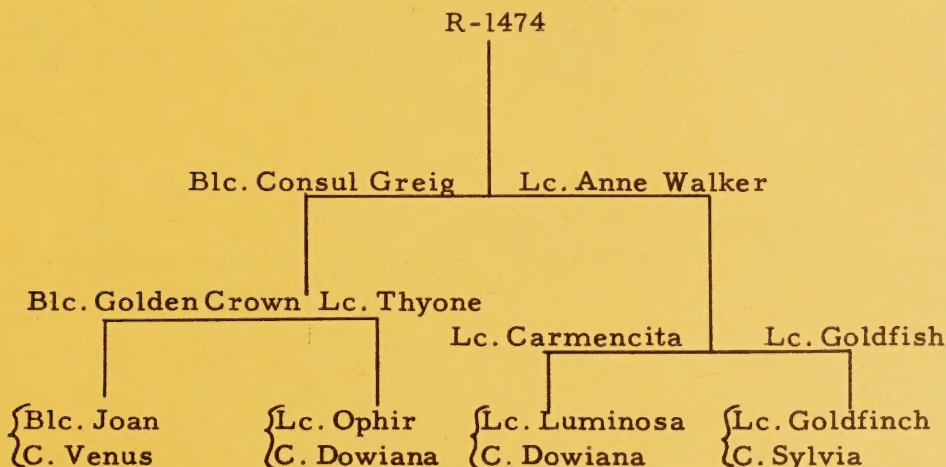 R-1474
Blc. Consul Greig Lc. Anne Walker
Blc. Golden Crown Lc. Thyone
Lc. Carmencita Lc. Goldfish
Blc. Joan Lc. Ophir Lc. Luminosa Lc. Goldfinch
C. Venus C. Dowiana C. Dowiana C. Sylvia